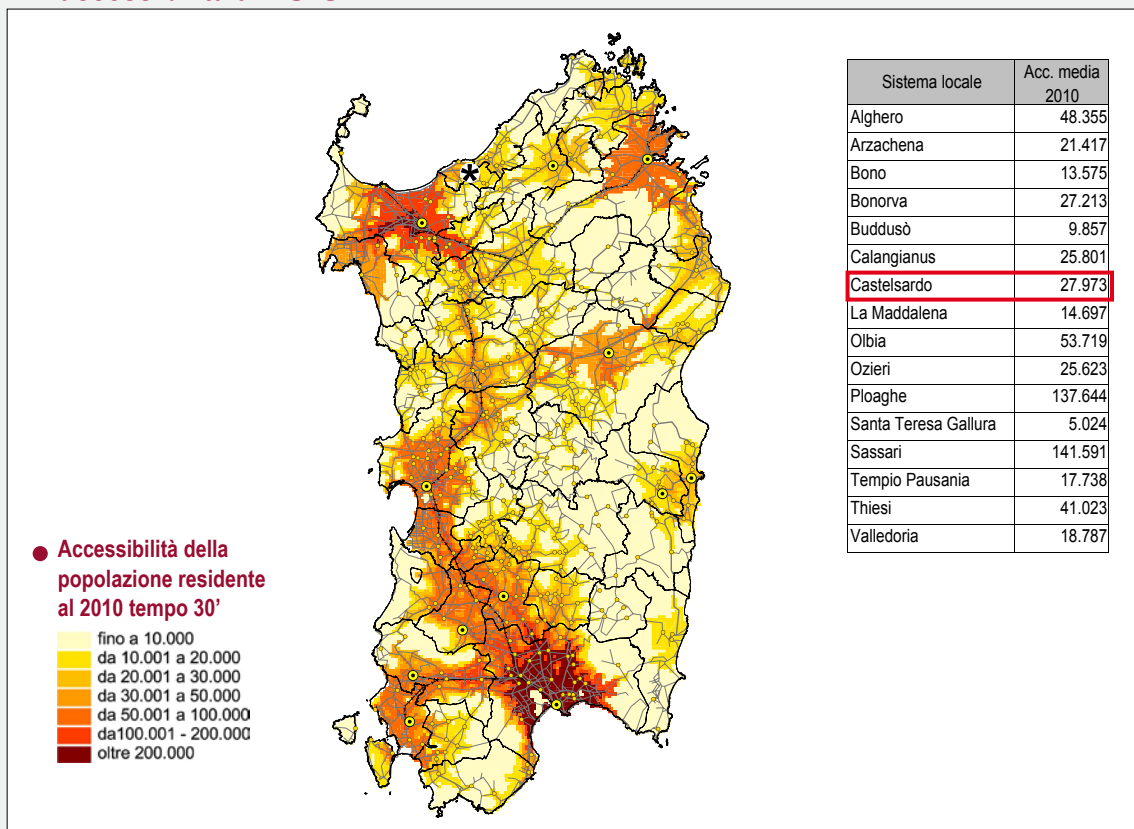 Sistema locale Acc. media 2010
Alghero 48.355
Arzachena 21.417
Bono 13.575
Bonorva 27.213
Buddusò 9.857
Calangianus 25.801
Castelsardo 27.973
La Maddalena 14.697
Olbia 53.719
Ozieri 25.623
Ploaghe 137.644
Santa Teresa Gallura 5.024
Sassari 141.591
Tempio Pausania 17.738
Thiesi 41.023
Valledoria 18.787
Accessibilità della
popolazione residente
al 2010 tempo 30’
fino a 10.000
da 10.001 a 20.000
da 20.001 a 30.000
da 30.001 a 50.000
da 50.001 a 100.000
da100.001 - 200.000
oltre 200.000
*